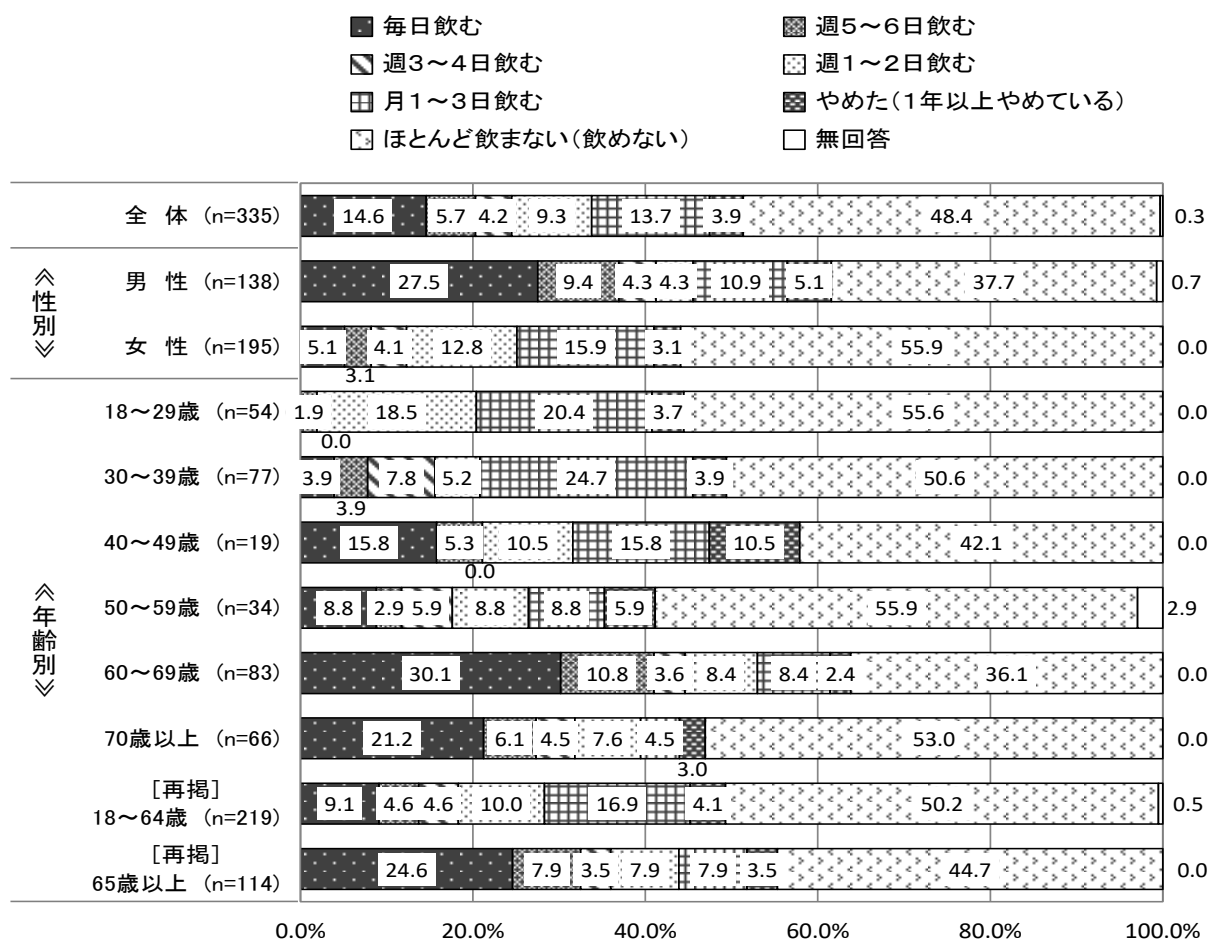 毎日飲む 週5～6日飲む
週3～4日飲む 週1～2日飲む
月1～3日飲む やめた(1年以上やめている)
ほとんど飲まない(飲めない) 無回答
全 体 (n=335) 14.6 5.7 4.2 9.3 13.7 3.9 48.4 0.3
≪性別≫
男 性 (n=138) 27.5 9.4 4.3 4.3 10.9 5.1 37.7 0.7
女 性 (n=195) 5.1 4.1 12.8 15.9 3.1 55.9 0.0
3.1
≪年齢別≫
18～29歳 (n=54) 1.9 18.5 20.4 3.7 55.6 0.0
0.0
30～39歳 (n=77) 3.9 7.8 5.2 24.7 3.9 50.6 0.0
3.9
40～49歳 (n=19) 15.8 5.3 10.5 15.8 10.5 42.1 0.0
0.0
50～59歳 (n=34) 8.8 2.9 5.9 8.8 8.8 5.9 55.9 2.9
60～69歳 (n=83) 30.1 10.8 3.6 8.4 8.4 2.4 36.1 0.0
70歳以上 (n=66) 21.2 6.1 4.5 7.6 4.5 53.0 0.0
3.0
[再掲]
18～64歳 (n=219) 9.1 4.6 4.6 10.0 16.9 4.1 50.2 0.5
[再掲]
65歳以上 (n=114) 24.6 7.9 3.5 7.9 7.9 3.5 44.7 0.0
0.0% 20.0% 40.0% 60.0% 80.0% 100.0%